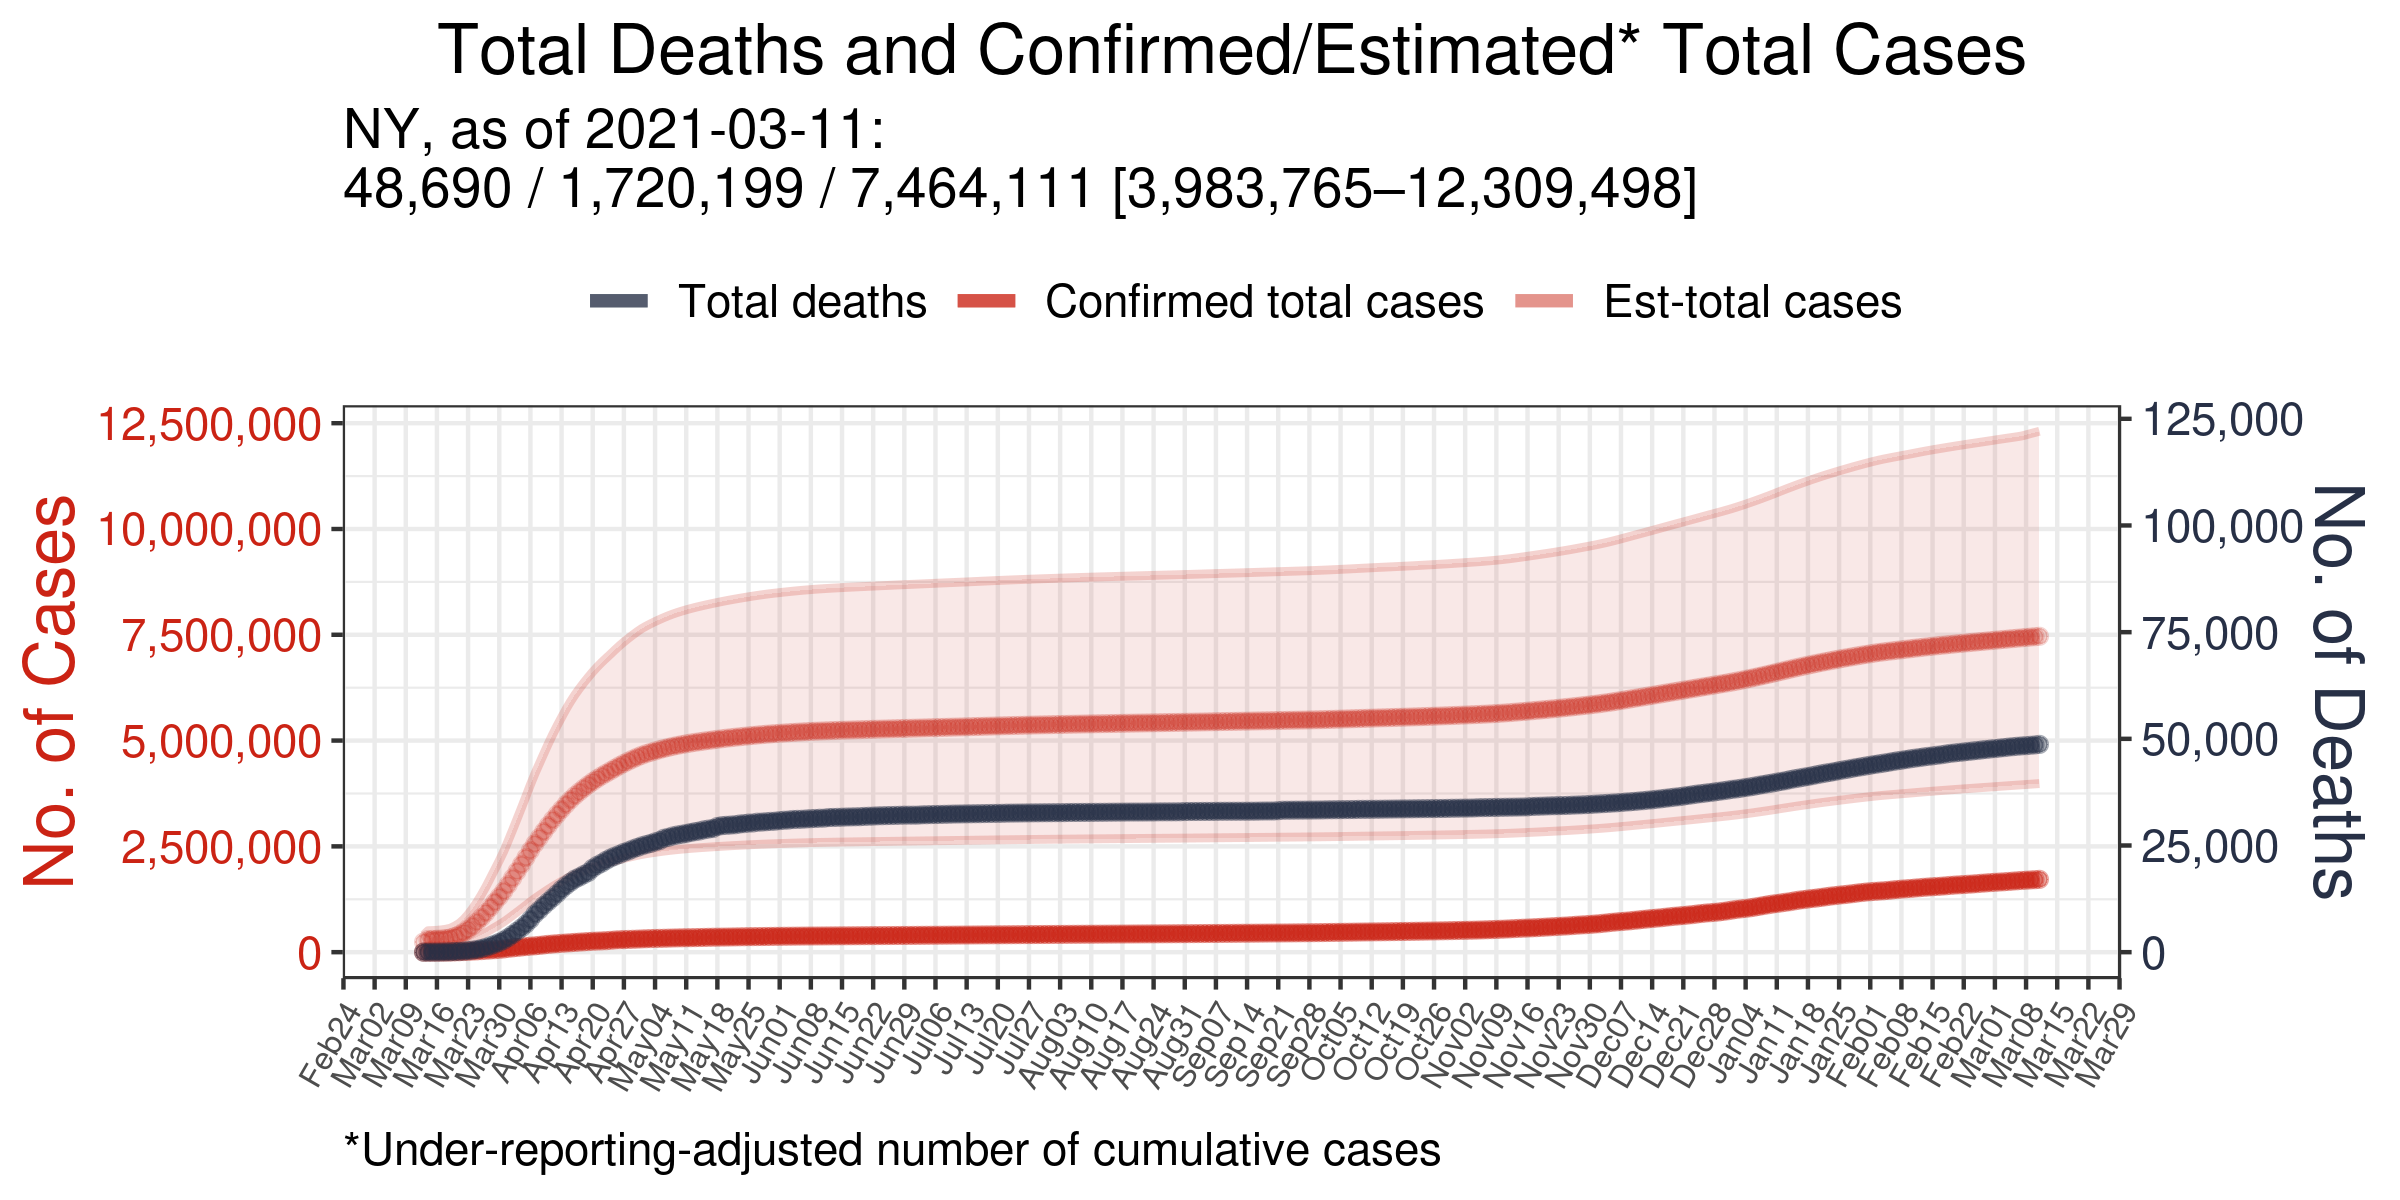 Total Deaths and Confirmed/Estimated* Total Cases
NY, as of 2021-03-11:
48,690 / 1,720,199 / 7,464,111 [3,983,765–12,309,498]
Total deaths
Confirmed total cases
Est-total cases
No. of Cases
12,500,000
10,000,000
7,500,000
5,000,000
2,500,000
0
125,000
100,000
75,000
50,000
25,000
0
No. of Deaths
Feb24
Mar02
Mar09
Mar16
Mar23
Mar30
Apr06
Apr13
Apr20
Apr27
May04
May11
May18
May25
Jun01
Jun08
Jun15
Jun22
Jun29
Jul06
Jul13
Jul20
Jul27
Aug03
Aug10
Aug17
Aug24
Aug31
Sep07
Sep14
Sep21
Sep28
Oct05
Oct12
Oct19
Oct26
Nov02
Nov09
Nov16
Nov23
Nov30
Dec07
Dec14
Dec21
Dec28
Jan04
Jan11
Jan18
Jan25
Feb01
Feb08
Feb15
Feb22
Mar01
Mar08
Mar15
Mar22
Mar29
*Under-reporting-adjusted number of cumulative cases